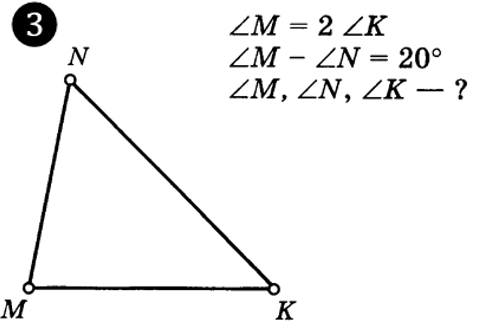 3
∠M = 2 ∠K
∠M − ∠N = 20°
∠M, ∠N, ∠K — ?
N
M
K